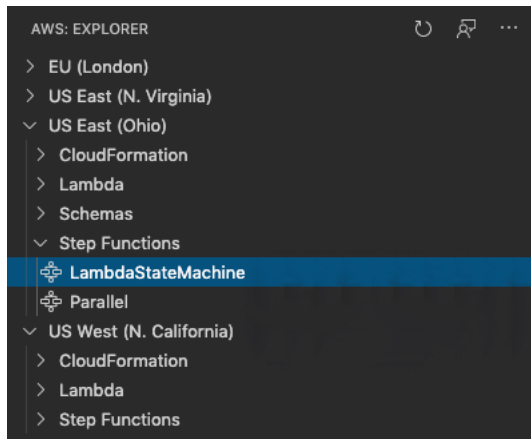 AWS: EXPLORER
EU (London)
US East (N. Virginia)
US East (Ohio)
CloudFormation
Lambda
Schemas
Step Functions
LambdaStateMachine
Parallel
US West (N. California)
CloudFormation
Lambda
Step Functions